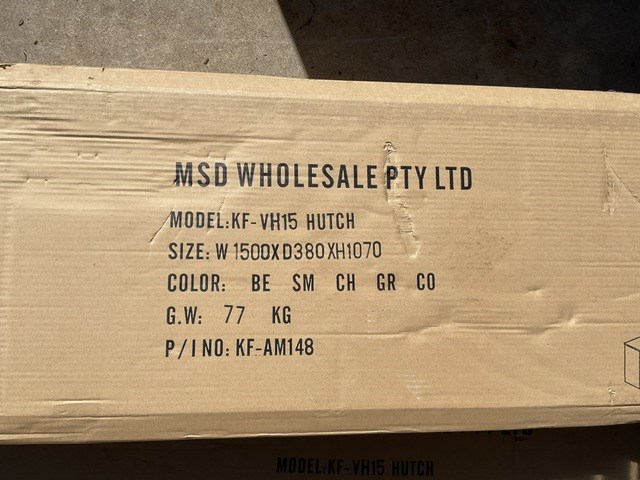 MSD WHOLESALE PTY LTD
MODEL:KF-VH15 HUTCH
SIZE: W 1500XD380XH1070
COLOR: BE SM CH GR CO
G.W: 77 KG
P/I NO: KF-AM148
LTD
MODEL:KF-VH15 HUTCH